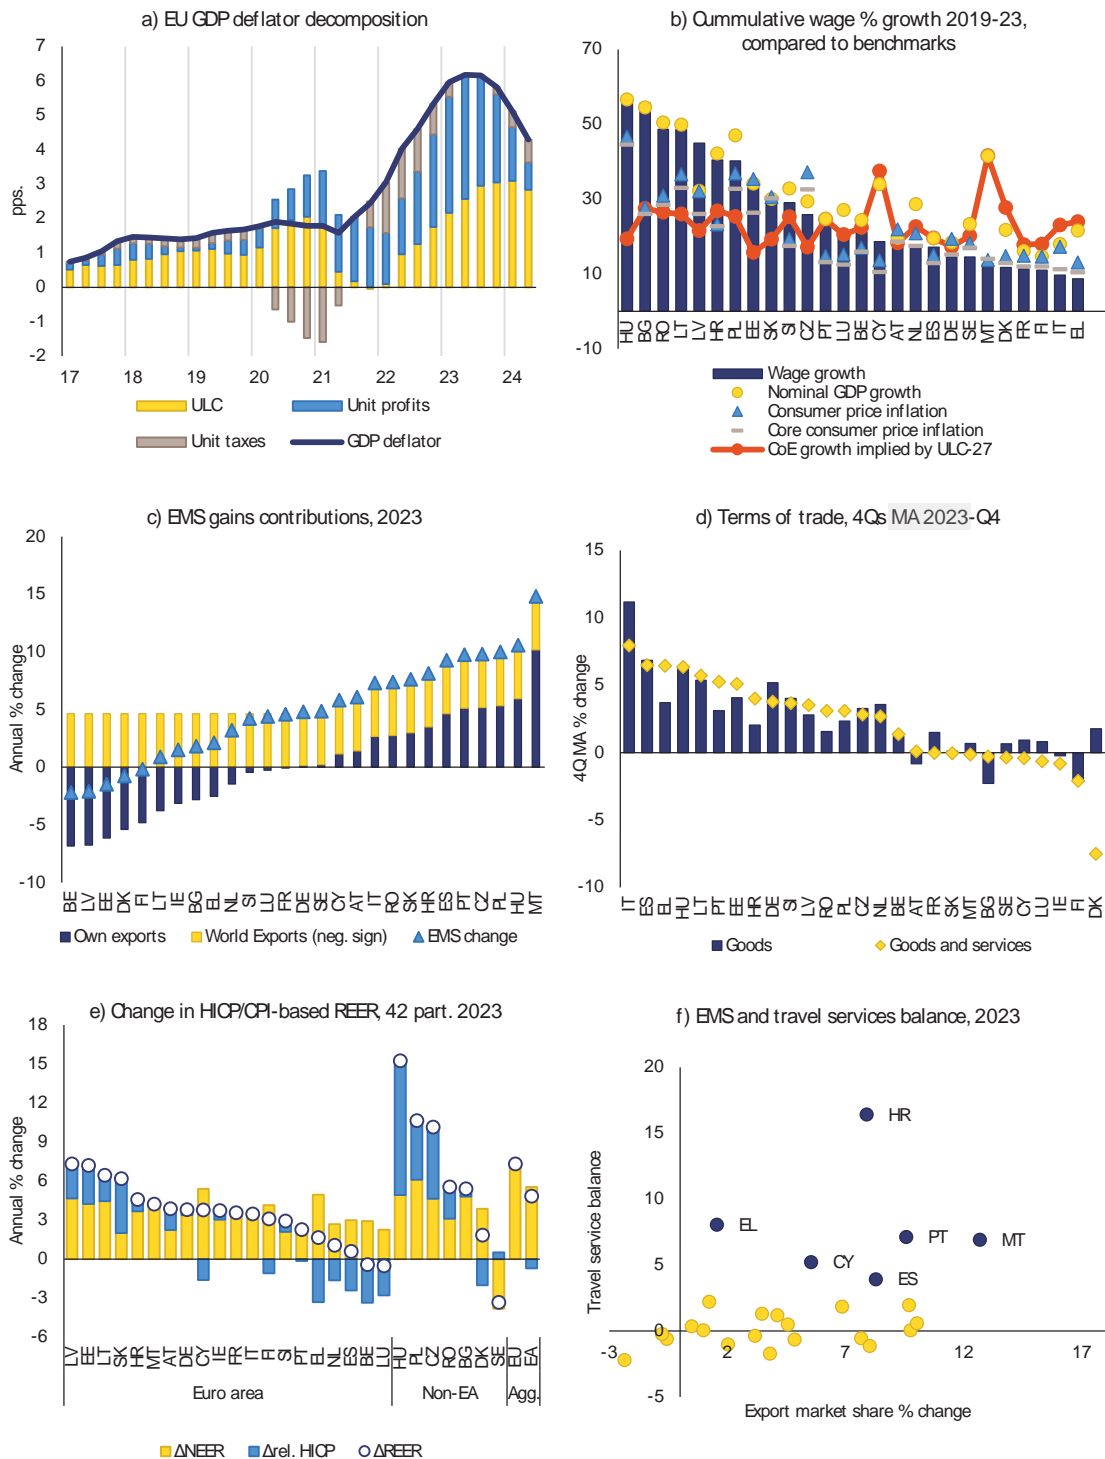 a) EU GDP deflator decomposition
7
6
5
4
3
2
1
0
-1
-2
pps.
17 18 19 20 21 22 23 24
ULC Unit profits
Unit taxes GDP deflator
b) Cummulative wage % growth 2019-23,
compared to benchmarks
70
50
30
10
-10
HU BG RO LT LV HR PL EE SK SI CZ PT LU BE CY AT NL ES DE SE MT DK FR FI IT EL
Wage growth
Nominal GDP growth
Consumer price inflation
Core consumer price inflation
CoE growth implied by ULC-27
c) EMS gains contributions, 2023
20
15
10
5
0
-5
-10
Annual % change
BE LV EE DK FI LT IE BG EL NL SI LU FR DE SE CY AT IT RO SK HR ES PT CZ PL HU MT
Own exports World Exports (neg. sign) EMS change
d) Terms of trade, 4Qs MA 2023-Q4
15
10
5
0
-5
-10
4Q MA % change
IT ES EL HU LT PT EE HR DE SI LV RO PL CZ NL BE AT FR SK MT BG SE CY LU IE FI DK
Goods Goods and services
e) Change in HICP/CPI-based REER, 42 part. 2023
18
15
12
9
6
3
0
-3
-6
Annual % change
LV EE LT SK HR MT AT DE CY IE FR IT FI SI PT EL NL ES BE LU HU PL CZ RO BG DK SE EU EA
Euro area Non-EA Agg.
ΔNEER Δrel. HICP ΔREER
f) EMS and travel services balance, 2023
20
15
10
5
0
-5
Travel service balance
HR
EL
PT
MT
CY
ES
-3 2 7 12 17
Export market share % change